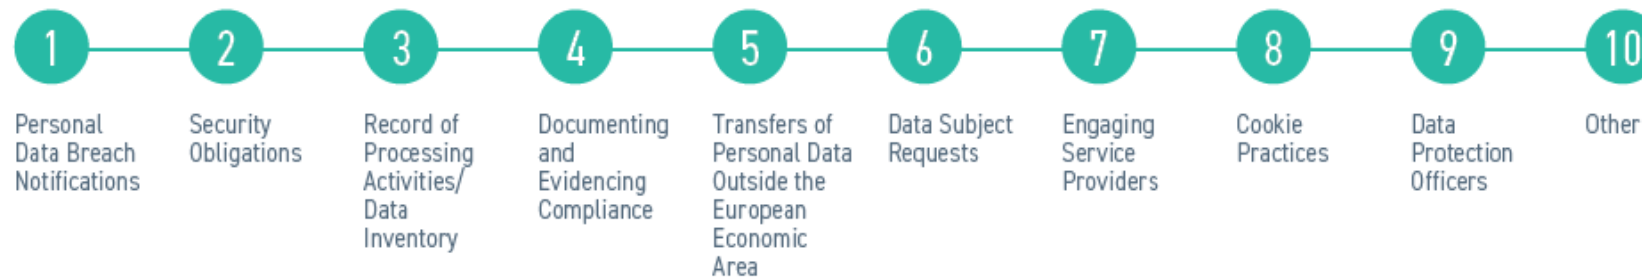 1
Personal
Data Breach
Notifications
2
Security
Obligations
3
Record of
Processing
Activities/
Data
Inventory
4
Documenting
and
Evidencing
Compliance
5
Transfers of
Personal Data
Outside the
European
Economic
Area
6
Data Subject
Requests
7
Engaging
Service
Providers
8
Cookie
Practices
9
Data
Protection
Officers
10
Other